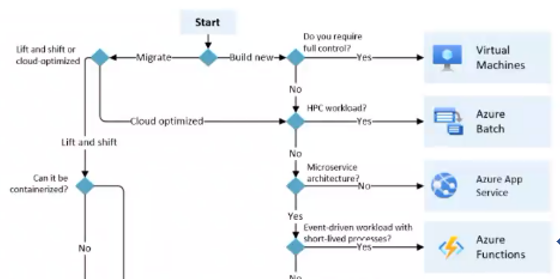 Start
Do you require
full control?
Lift and shift or
cloud-optimized
Migrate
Build new
Yes
Virtual
Machines
No
HPC workload?
Cloud optimized
Yes
Azure
Batch
No
Lift and shift
Microservice
architecture?
No
Azure App
Service
Can it be
containerized?
Yes
Event-driven workload with
short-lived processes?
Yes
Azure
Functions
No
No